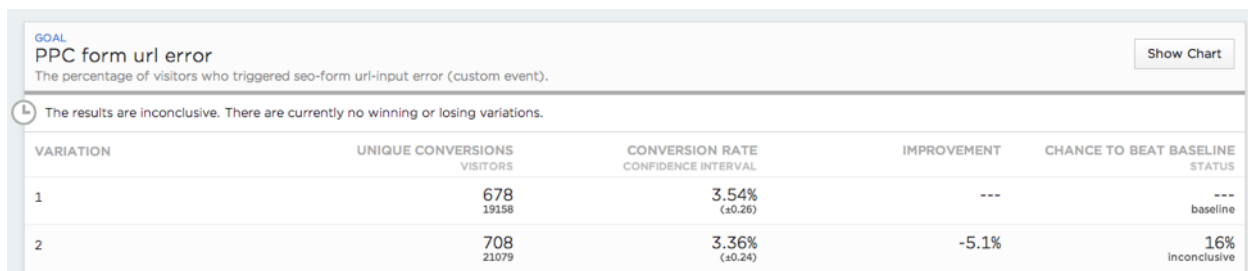 GOAL
PPC form url error
Show Chart
The percentage of visitors who triggered seo-form url-input error (custom event).
The results are inconclusive. There are currently no winning or losing variations.
VARIATION UNIQUE CONVERSIONS CONVERSION RATE IMPROVEMENT CHANCE TO BEAT BASELINE
VISITORS CONFIDENCE INTERVAL STATUS
1 678 3.54% --- ---
19158 (±0.26) baseline
2 708 3.36% -5.1% 16%
21079 (±0.24) inconclusive